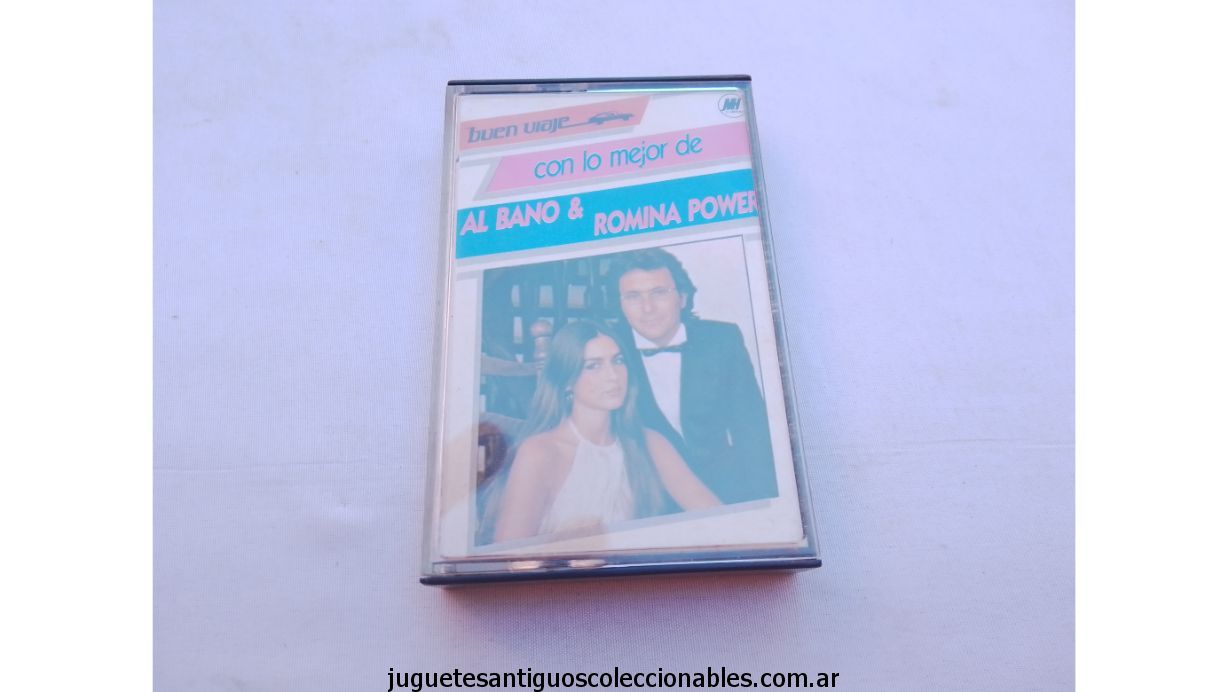 buen viaje
MH
con lo mejor de
AL BANO & ROMINA POWER
juguetesantiguoscoleccionables.com.ar